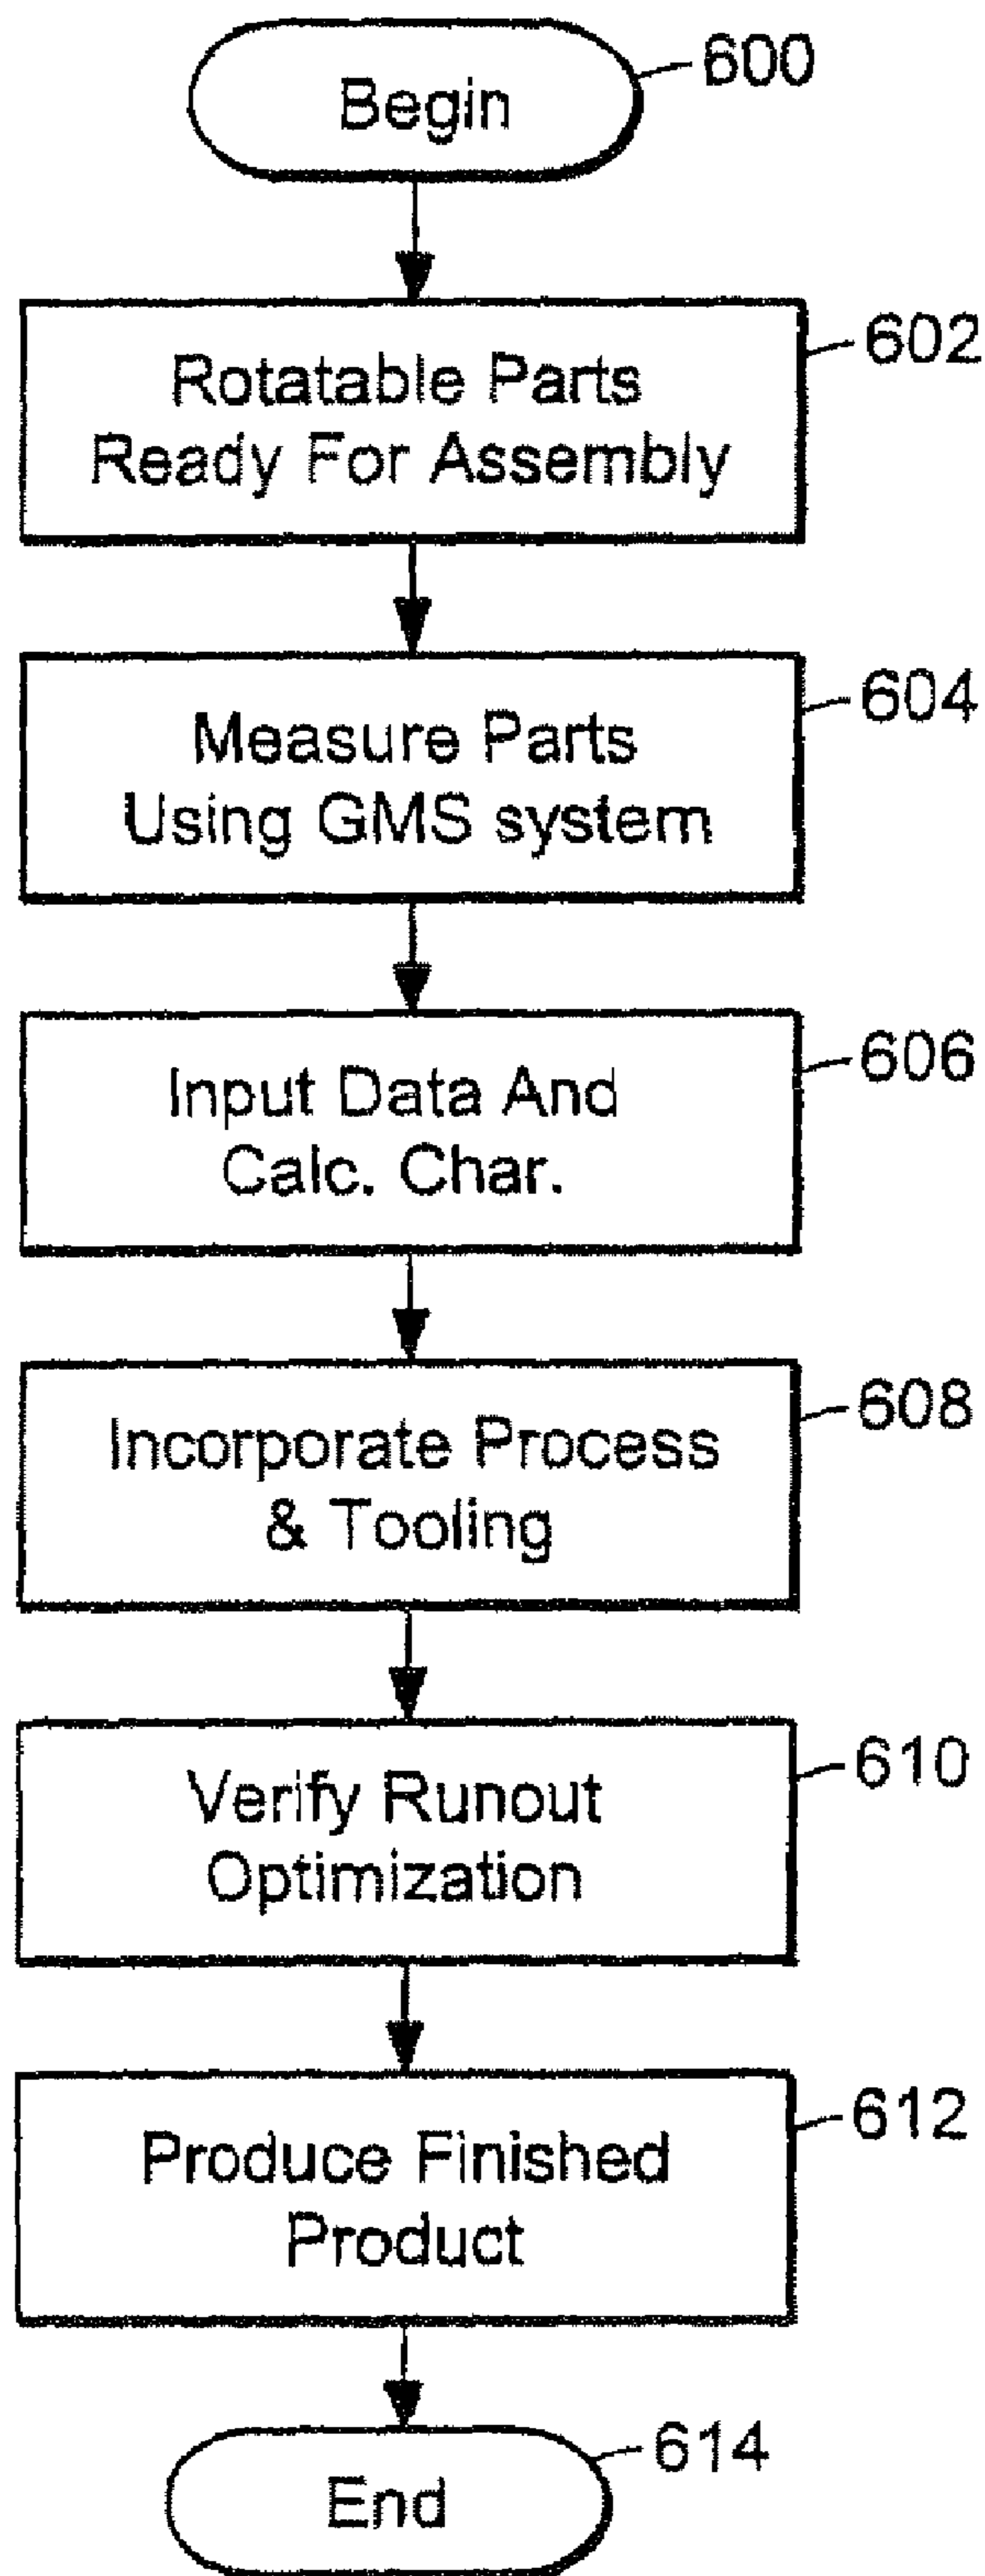 Begin
600
Rotatable Parts
Ready For Assembly
602
Measure Parts
Using GMS system
604
Input Data And
Calc. Char.
606
Incorporate Process
& Tooling
608
Verify Runout
Optimization
610
Produce Finished
Product
612
End
614